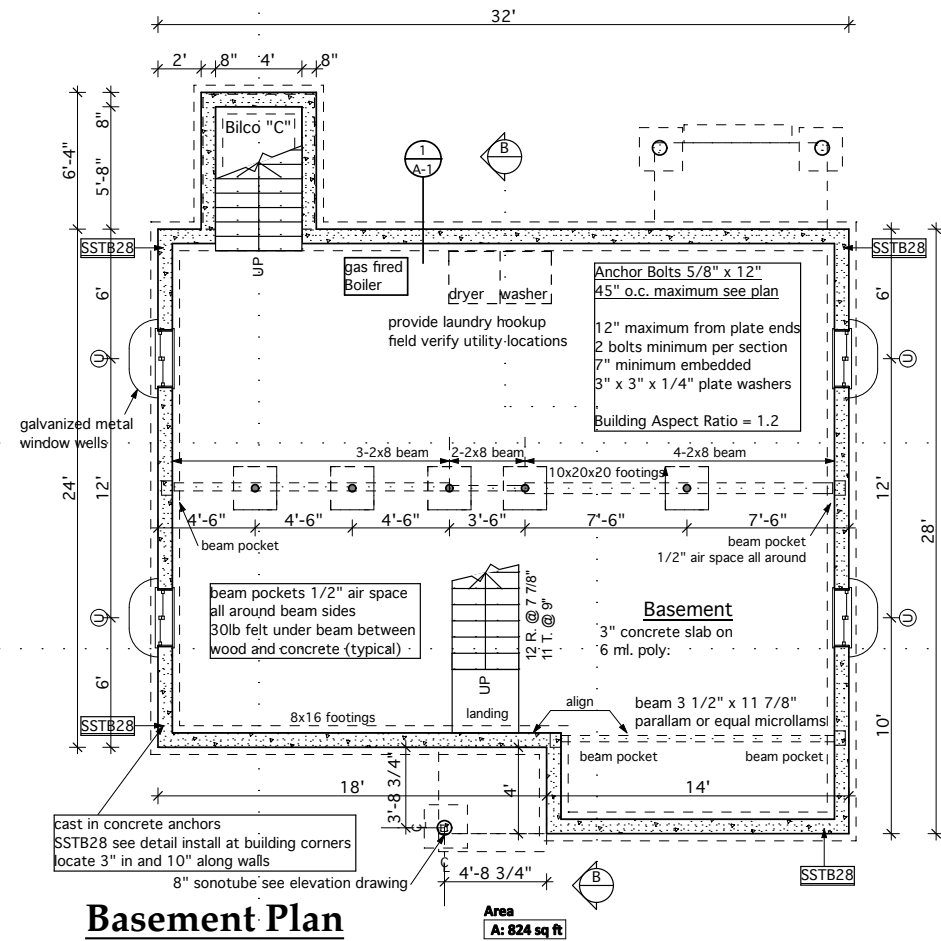 32'
2'
8"
4'
8"
6'-4"
8"
5'-8"
Bilco "C"
1
A-1
B
SSTB28
SSTB28
UP
gas fired
Boiler
dryer
washer
provide laundry hookup
field verify utility locations
Anchor Bolts 5/8" x 12"
45" o.c. maximum see plan
12" maximum from plate ends
2 bolts minimum per section
7" minimum embedded
3" x 3" x 1/4" plate washers
Building Aspect Ratio = 1.2
6'
6'
U
U
galvanized metal
window wells
3-2x8 beam
2-2x8 beam
4-2x8 beam
10x20x20 footings
24'
12'
12'
28'
4'-6"
4'-6"
4'-6"
3'-6"
7'-6"
7'-6"
beam pocket
beam pocket
1/2" air space all around
beam pockets 1/2" air space
all around beam sides
30lb felt under beam between
wood and concrete (typical)
12 R. @ 7 7/8"
11 T. @ 9"
UP
landing
Basement
3" concrete slab on
6 ml. poly:
U
U
6'
10'
SSTB28
8x16 footings
align
beam 3 1/2" x 11 7/8"
parallam or equal microllams
beam pocket
beam pocket
18'
3'-8 3/4"
4'
14'
cast in concrete anchors
SSTB28 see detail install at building corners
locate 3" in and 10" along walls
8" sonotube see elevation drawing
4'-8 3/4"
B
SSTB28
Basement Plan
Area
A: 824 sq ft